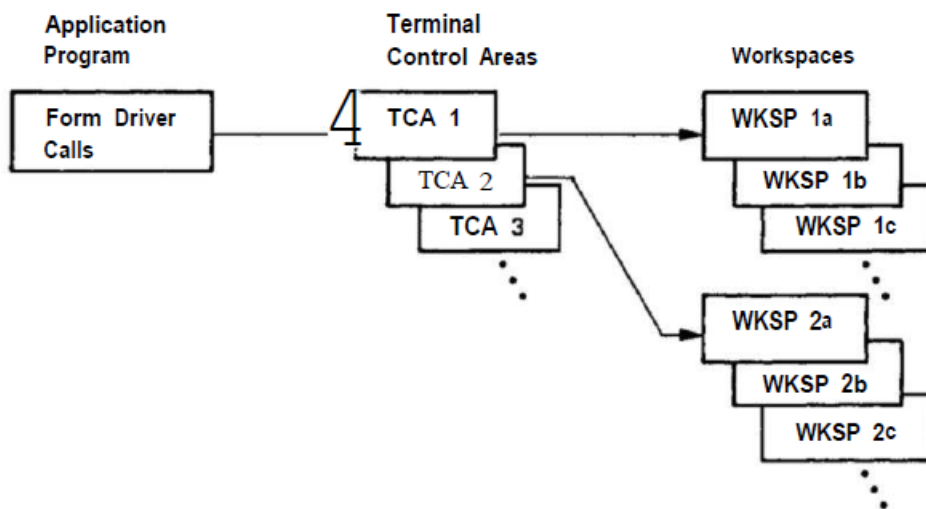 Application
Program
Terminal
Control Areas
Workspaces
Form Driver
Calls
4
TCA 1
TCA 2
TCA 3
WKSP 1a
WKSP 1b
WKSP 1c
WKSP 2a
WKSP 2b
WKSP 2c